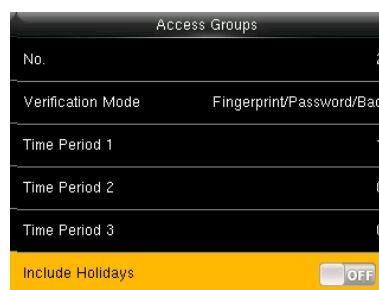 Access Groups
No.
Verification Mode Fingerprint/Password/
Time Period 1
Time Period 2
Time Period 3
Include Holidays OFF